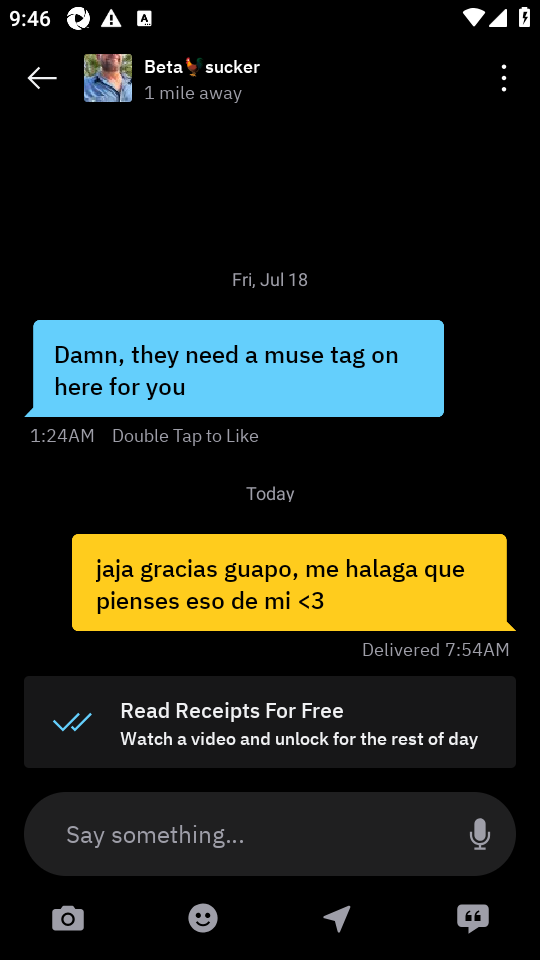 9:46
Beta🐓sucker
1 mile away
Fri, Jul 18
Damn, they need a muse tag on
here for you
1:24AM Double Tap to Like
Today
jaja gracias guapo, me halaga que
pienses eso de mi <3
Delivered 7:54AM
Read Receipts For Free
Watch a video and unlock for the rest of day
Say something...